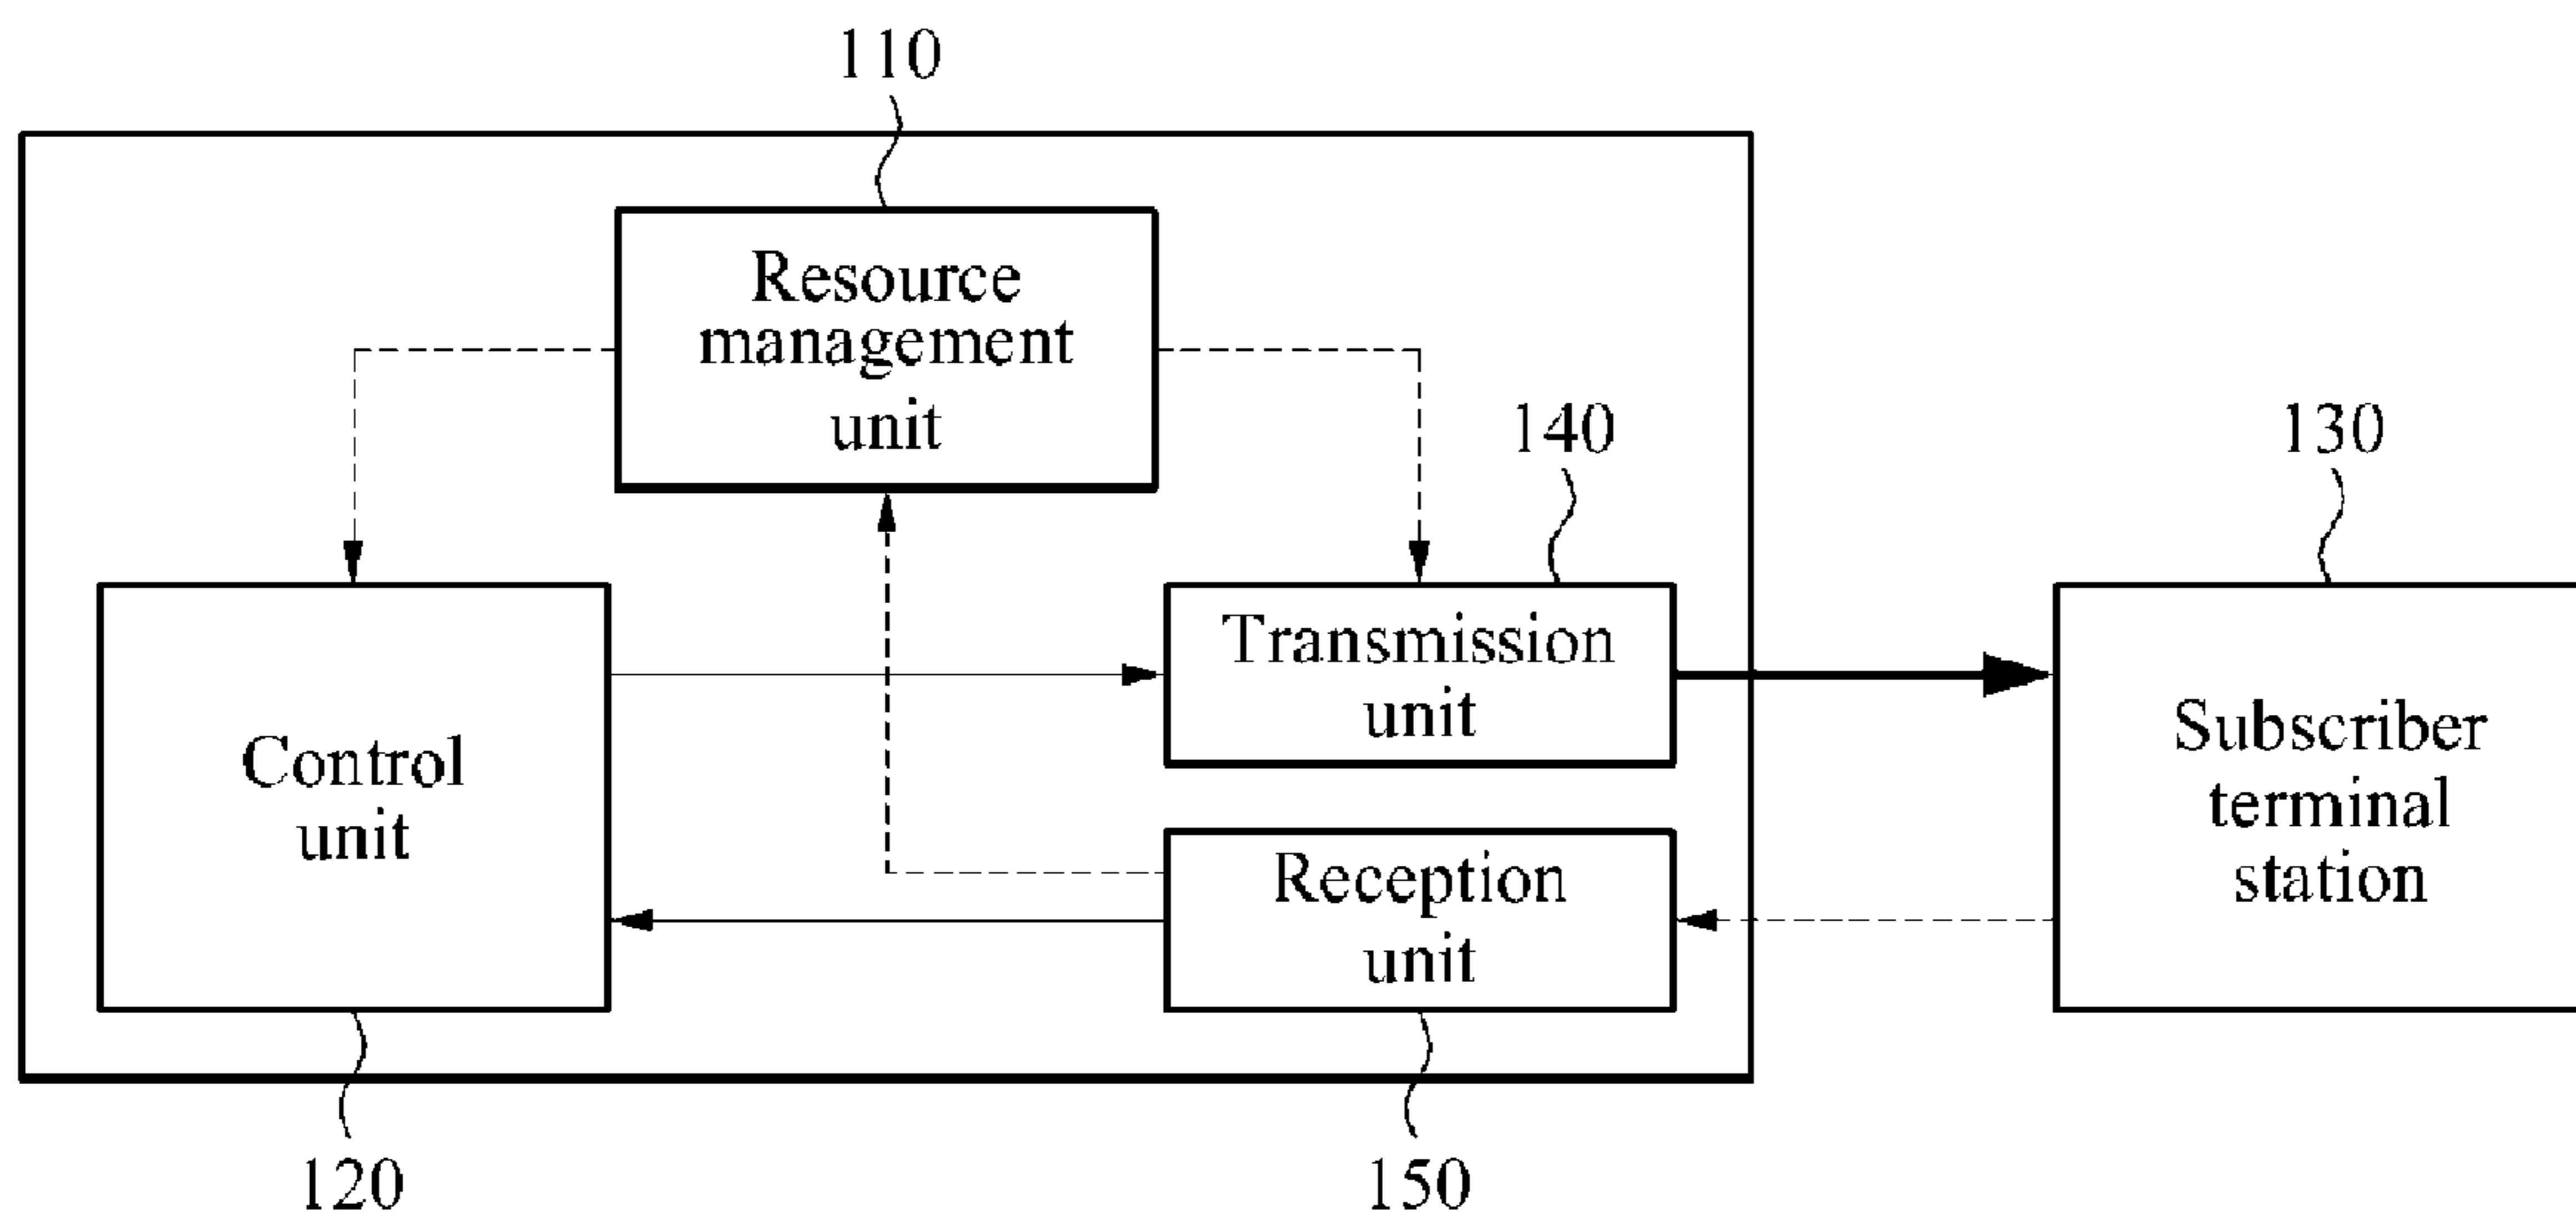 110
Resource
management
unit
140
130
Transmission
unit
Control
unit
Subscriber
terminal
station
Reception
unit
120
150